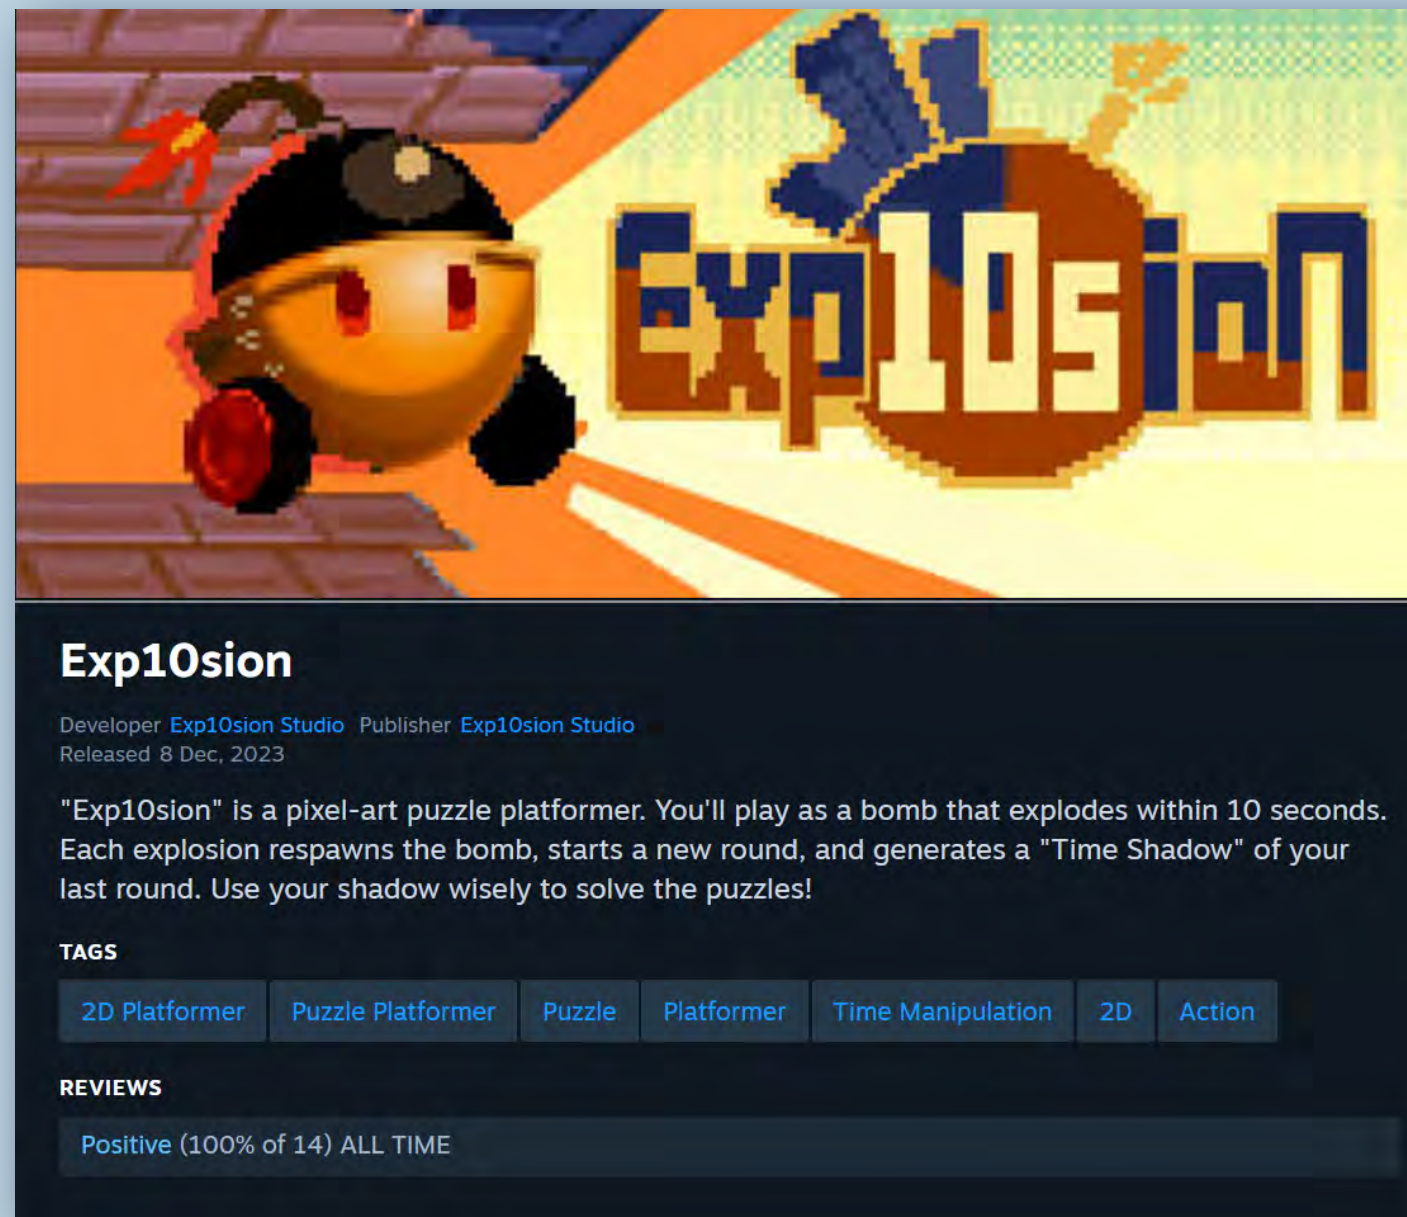 Exp10sion
Exp10sion
Developer Exp10sion Studio Publisher Exp10sion Studio
Released 8 Dec, 2023
"Exp10sion" is a pixel-art puzzle platformer. You'll play as a bomb that explodes within 10 seconds.
Each explosion respawns the bomb, starts a new round, and generates a "Time Shadow" of your
last round. Use your shadow wisely to solve the puzzles!
TAGS
2D Platformer Puzzle Platformer Puzzle Platformer Time Manipulation 2D Action
REVIEWS
Positive (100% of 14) ALL TIME